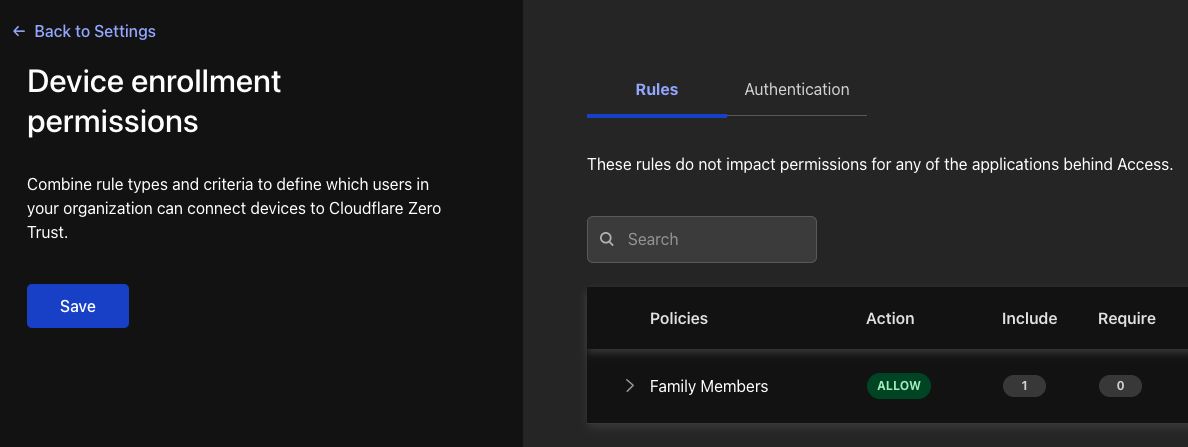 Back to Settings
Device enrollment
permissions
Combine rule types and criteria to define which users in
your organization can connect devices to Cloudflare Zero
Trust.
Save
Rules Authentication
These rules do not impact permissions for any of the applications behind Access.
Search
Policies Action Include Require
Family Members ALLOW 1 0